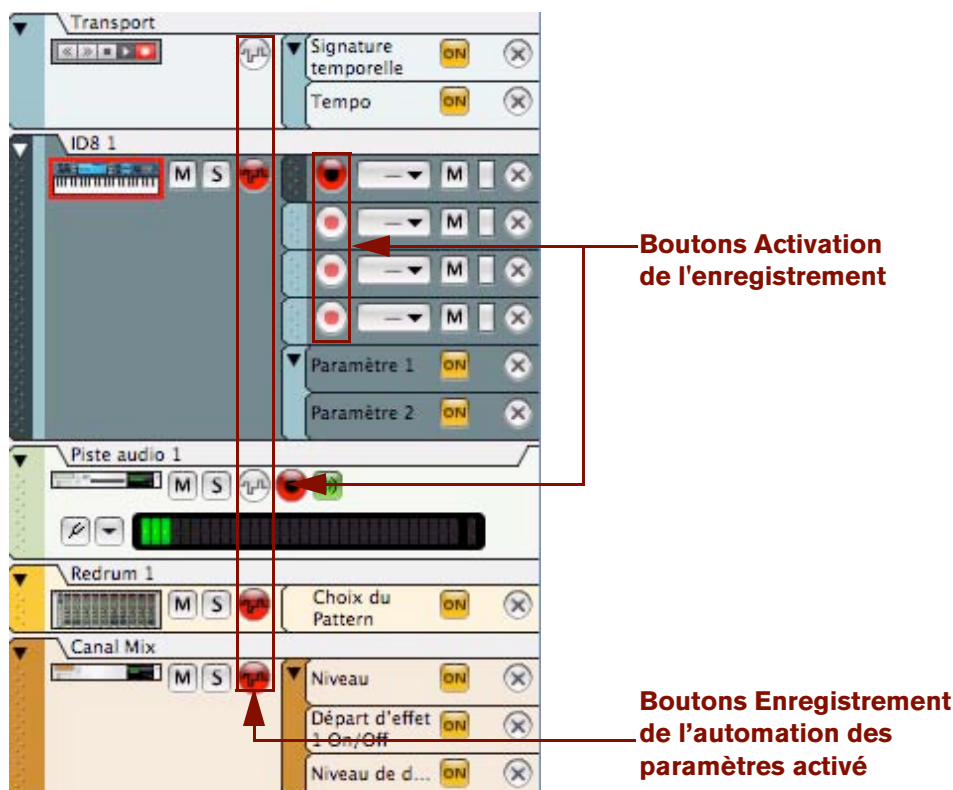 Transport
Signature
temporelle
ON
Tempo
ON
ID8 1
M S
— M
— M
— M
— M
Paramètre 1 ON
Paramètre 2 ON
Boutons Activation
de l'enregistrement
Piste audio 1
M S
Redrum 1
M S
Choix du
Pattern
ON
Canal Mix
M S
Niveau ON
Départ d'effet
1 On/Off
ON
Niveau de d... ON
Boutons Enregistrement
de l’automation des
paramètres activé